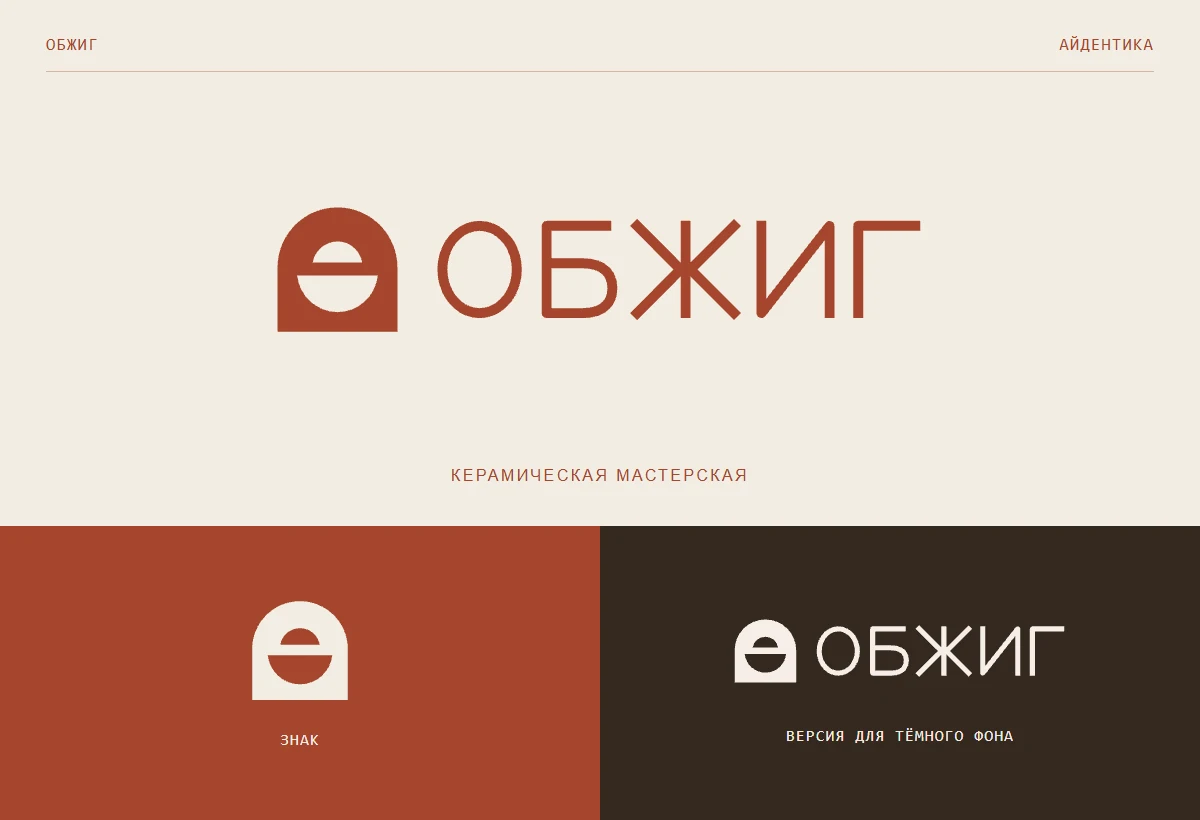 ОБЖИГ
АЙДЕНТИКА
ОБЖИГ
КЕРАМИЧЕСКАЯ МАСТЕРСКАЯ
ЗНАК
ОБЖИГ
ВЕРСИЯ ДЛЯ ТЁМНОГО ФОНА